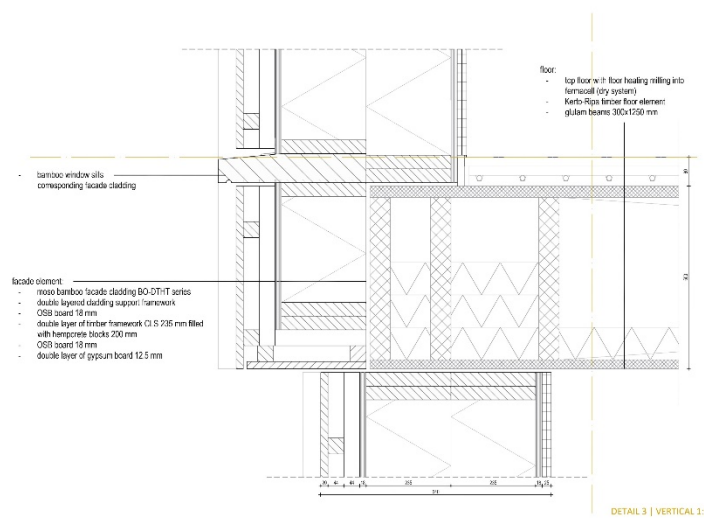 floor:
- top floor with floor heating milling into
fermacell (dry system)
- Kerto-Ripa timber floor element
- glulam beams 300x1250 mm
- bamboo window sills
corresponding facade cladding
facade element:
- moso bamboo facade cladding BO-DTHT series
- double layered cladding support framework
- OSB board 18 mm
- double layer of timber framework CLS 235 mm filled
with hempcrete blocks 200 mm
- OSB board 18 mm
- double layer of gypsum board 12.5 mm
DETAIL 3 | VERTICAL 1: